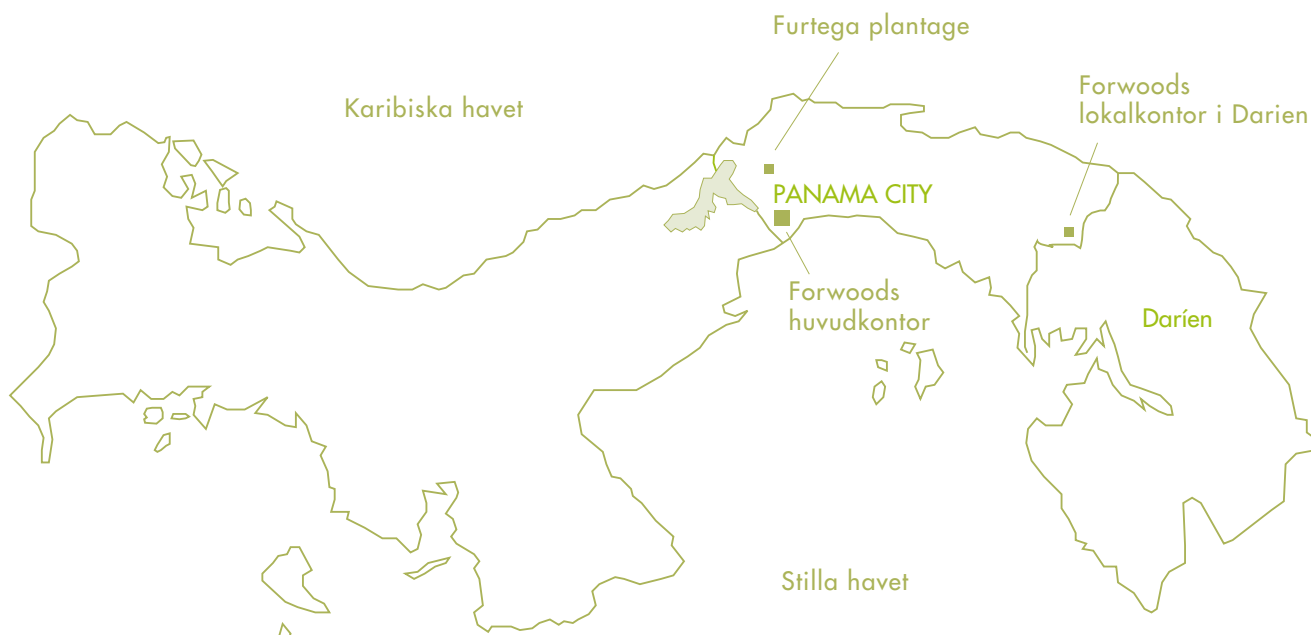 Furtega plantage
Karibiska havet
Forwoods
lokalkontor i Darien
PANAMA CITY
Forwoods
huvudkontor
Daríen
Stilla havet